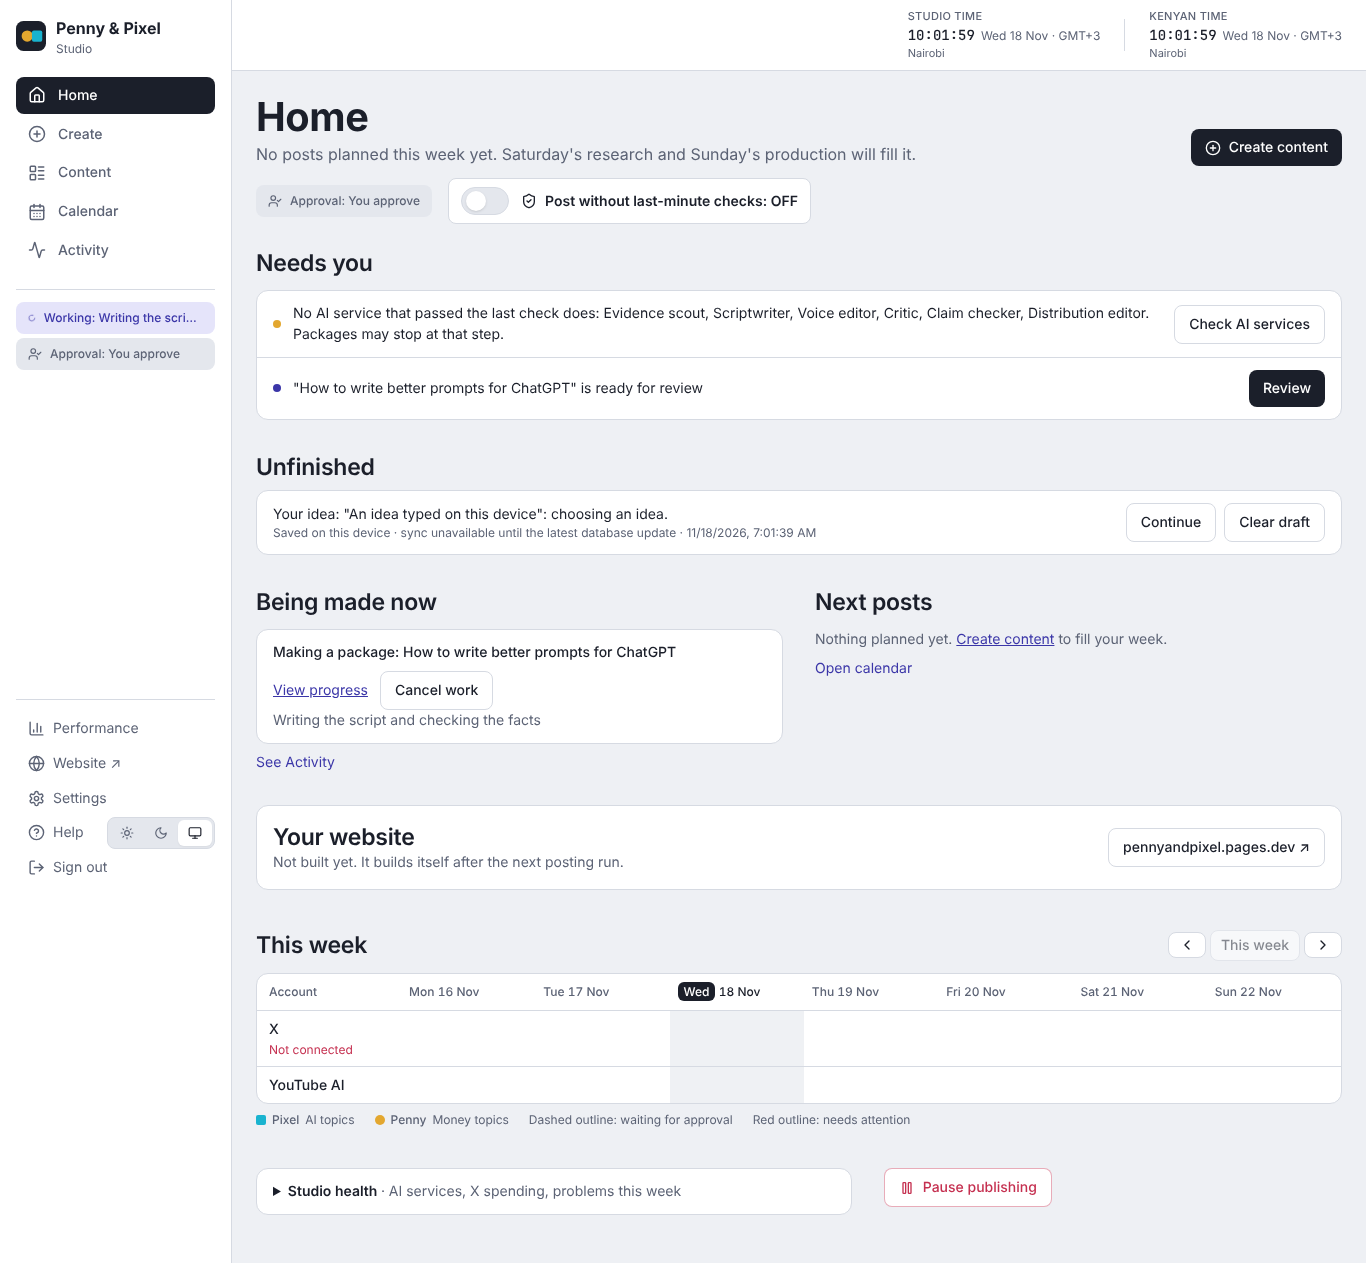 Penny & Pixel
Studio
Home
Create
Content
Calendar
Activity
Working: Writing the scri...
Approval: You approve
Performance
Website ↗
Settings
Help
Sign out
STUDIO TIME
10:01:59 Wed 18 Nov · GMT+3
Nairobi
KENYAN TIME
10:01:59 Wed 18 Nov · GMT+3
Nairobi
Home
No posts planned this week yet. Saturday's research and Sunday's production will fill it.
Create content
Approval: You approve
Post without last-minute checks: OFF
Needs you
No AI service that passed the last check does: Evidence scout, Scriptwriter, Voice editor, Critic, Claim checker, Distribution editor.
Packages may stop at that step.
Check AI services
"How to write better prompts for ChatGPT" is ready for review
Review
Unfinished
Your idea: "An idea typed on this device": choosing an idea.
Saved on this device · sync unavailable until the latest database update · 11/18/2026, 7:01:39 AM
Continue
Clear draft
Being made now
Making a package: How to write better prompts for ChatGPT
View progress
Cancel work
Writing the script and checking the facts
See Activity
Next posts
Nothing planned yet. Create content to fill your week.
Open calendar
Your website
Not built yet. It builds itself after the next posting run.
pennyandpixel.pages.dev ↗
This week
This week
Account Mon 16 Nov Tue 17 Nov Wed 18 Nov Thu 19 Nov Fri 20 Nov Sat 21 Nov Sun 22 Nov
X
Not connected
YouTube AI
Pixel AI topics Penny Money topics Dashed outline: waiting for approval Red outline: needs attention
Studio health · AI services, X spending, problems this week
Pause publishing